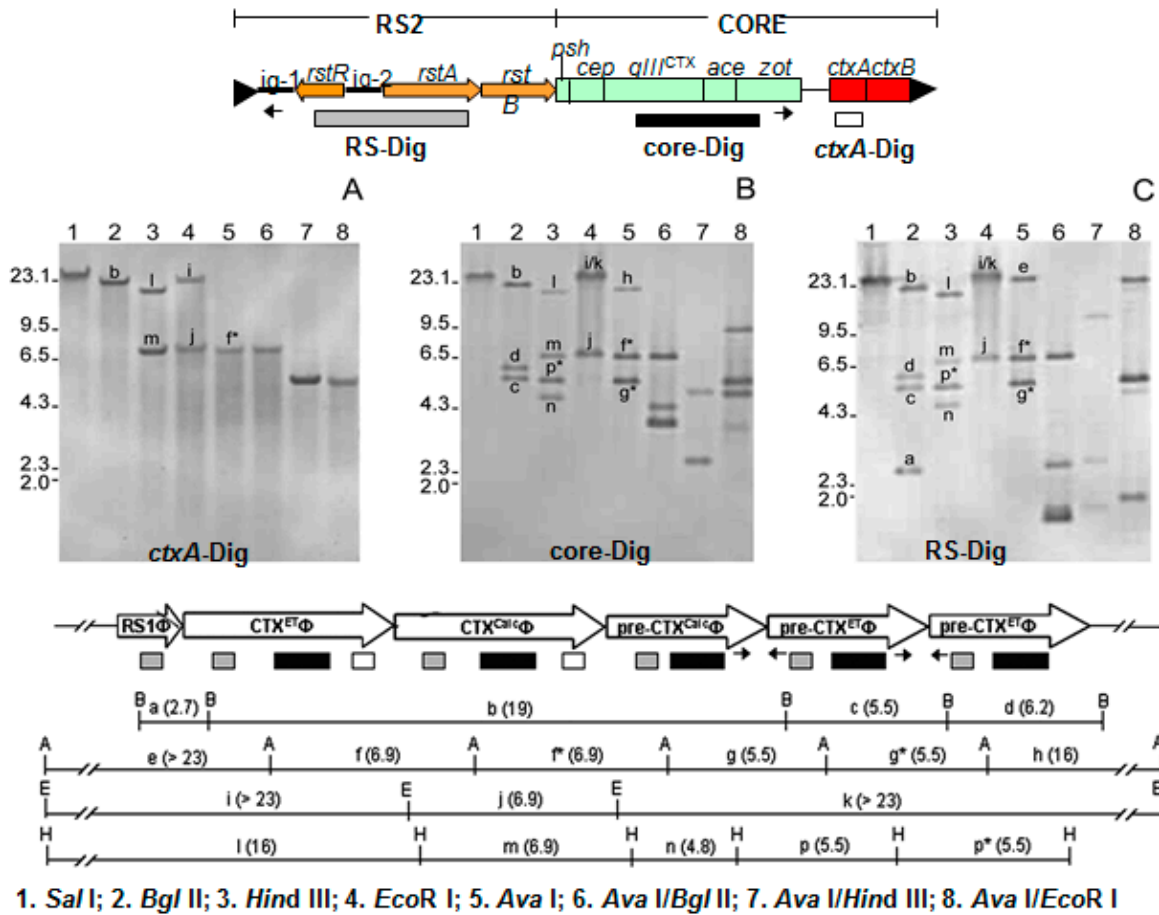 RS2 CORE
ig-1 rstR ig-2 rstA rst B psh cep gIII^CTX ace zot ctxA ctxB
RS-Dig core-Dig ctxA-Dig
A B C
1 2 3 4 5 6 7 8
23.1
9.5
6.5
4.3
2.3
2.0
b l i
m j f*
ctxA-Dig
1 2 3 4 5 6 7 8
23.1
9.5
6.5
4.3
2.3
2.0
b l i/k h
d m j f*
c p* g*
n
core-Dig
1 2 3 4 5 6 7 8
23.1
9.5
6.5
4.3
2.3
2.0
b l i/k e
d m j f*
c p* g*
n
a
RS-Dig
RS1Φ CTX^ETΦ CTX^CalcΦ pre-CTX^CalcΦ pre-CTX^ETΦ pre-CTX^ETΦ
B a (2.7) B b (19) B c (5.5) B d (6.2) B
A e (> 23) A f (6.9) A f* (6.9) A g (5.5) A g* (5.5) A h (16) A
E i (> 23) E j (6.9) E k (>23) E
H l (16) H m (6.9) H n (4.8) H p (5.5) H p* (5.5) H
1. Sal I; 2. Bgl II; 3. Hind III; 4. EcoR I; 5. Ava I; 6. Ava I/Bgl II; 7. Ava I/Hind III; 8. Ava I/EcoR I